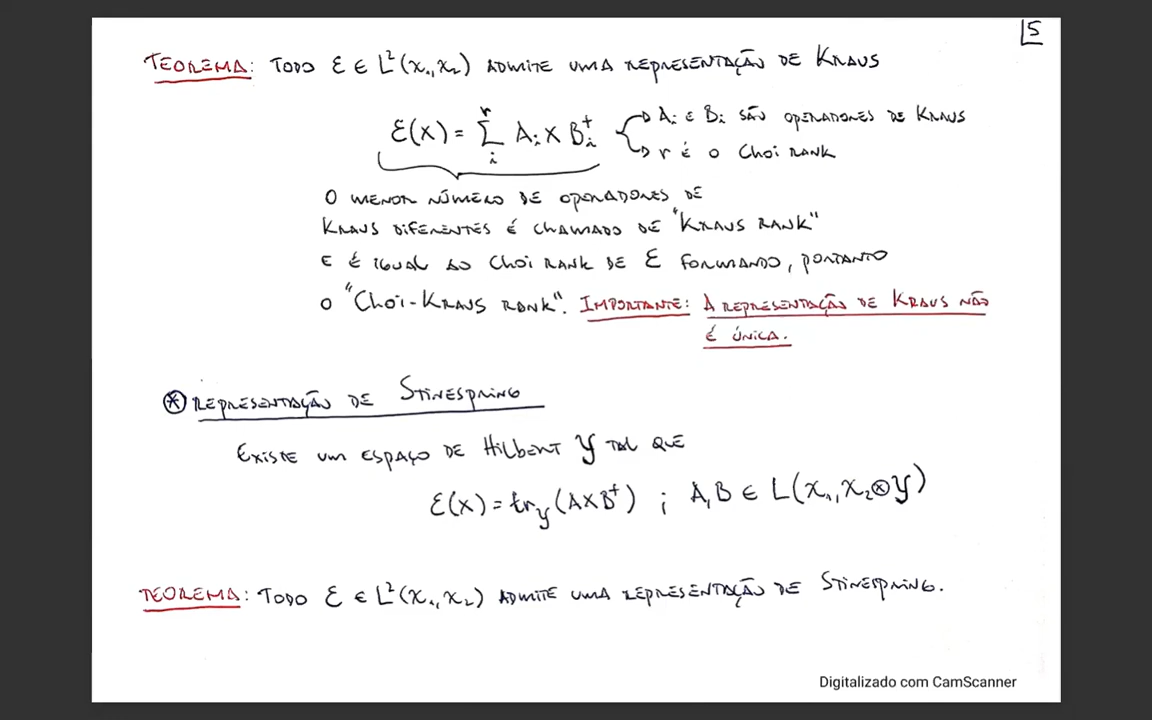 5
TEOREMA: TODO ℰ ∈ L²(X₁, X₂) ADMITE UMA REPRESENTAÇÃO DE KRAUS
ℰ(X) = Σᵢʳ Aᵢ X Bᵢ† { → Aᵢ E Bᵢ SÃO OPERADORES DE KRAUS
→ r É O CHOI RANK
O MENOR NÚMERO DE OPERADORES DE
KRAUS DIFERENTES É CHAMADO DE "KRAUS RANK"
E É IGUAL AO CHOI RANK DE ℰ FORMANDO, PORTANTO
O "CHOI-KRAUS RANK". IMPORTANTE: A REPRESENTAÇÃO DE KRAUS NÃO
É ÚNICA.
⊛ REPRESENTAÇÃO DE STINESPRING
EXISTE UM ESPAÇO DE HILBERT Y TAL QUE
ℰ(X) = tr_Y (A X B†) ; A, B ∈ L(X₁, X₂⊗Y)
TEOREMA: TODO ℰ ∈ L²(X₁, X₂) ADMITE UMA REPRESENTAÇÃO DE STINESPRING.
Digitalizado com CamScanner